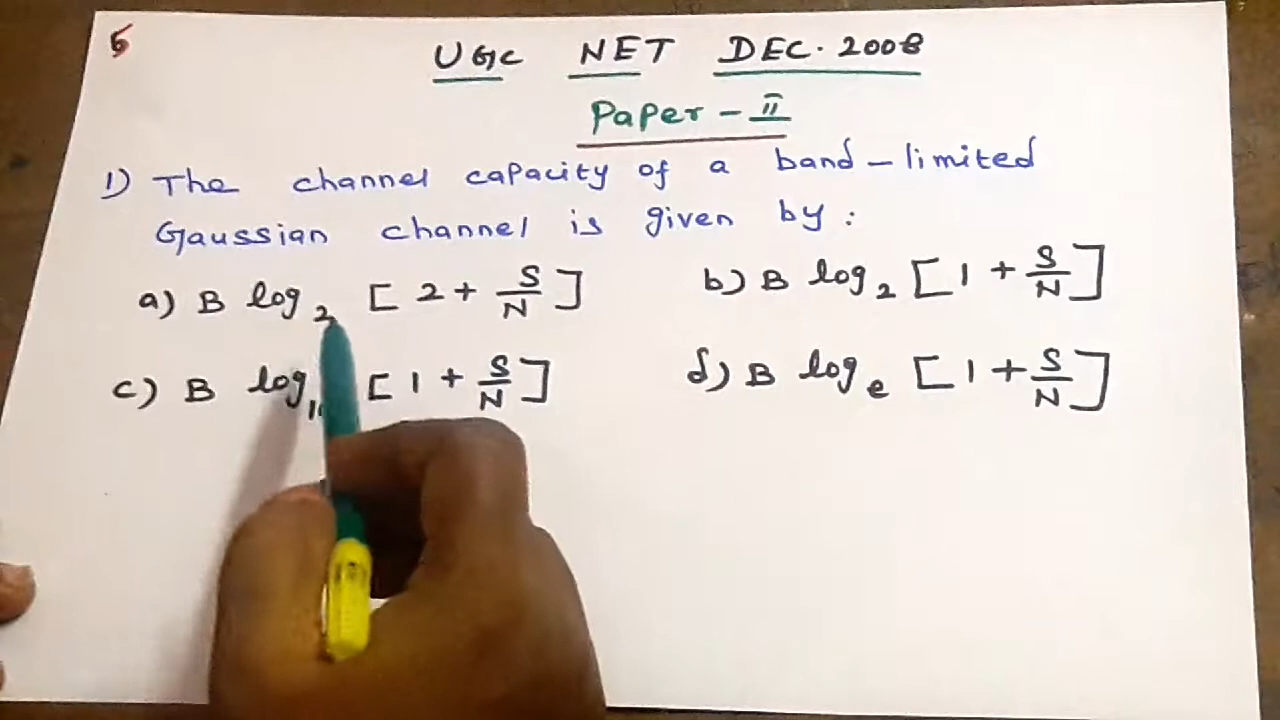 5
UGC NET DEC. 2008
Paper - II
1) The channel capacity of a band-limited
Gaussian channel is given by :
a) B log₂ [ 2 + S/N ] b) B log₂ [ 1 + S/N ]
c) B log [ 1 + S/N ] d) B logₑ [ 1 + S/N ]